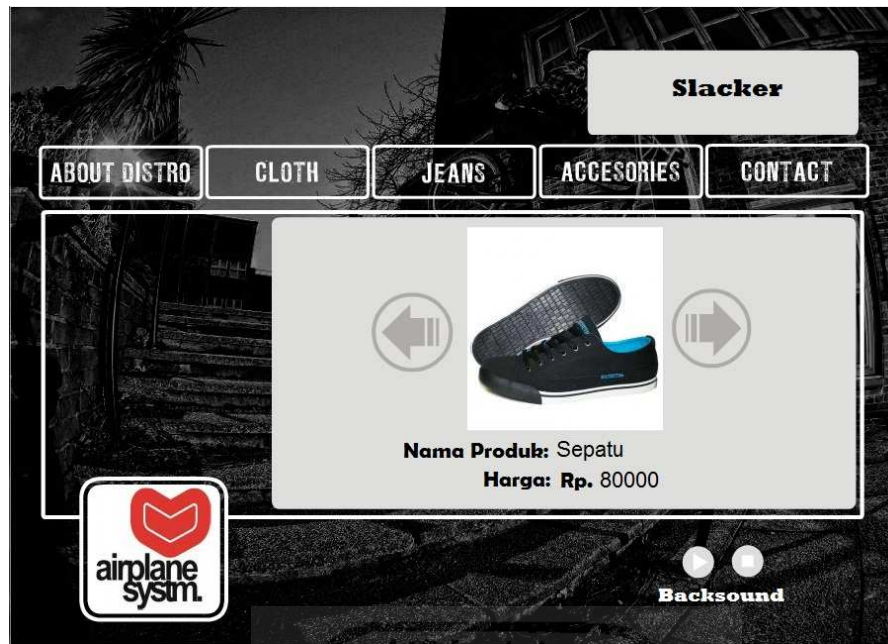 Slacker
ABOUT DISTRO
CLOTH
JEANS
ACCESORIES
CONTACT
Nama Produk: Sepatu
Harga: Rp. 80000
airplane
systm.
Backsound